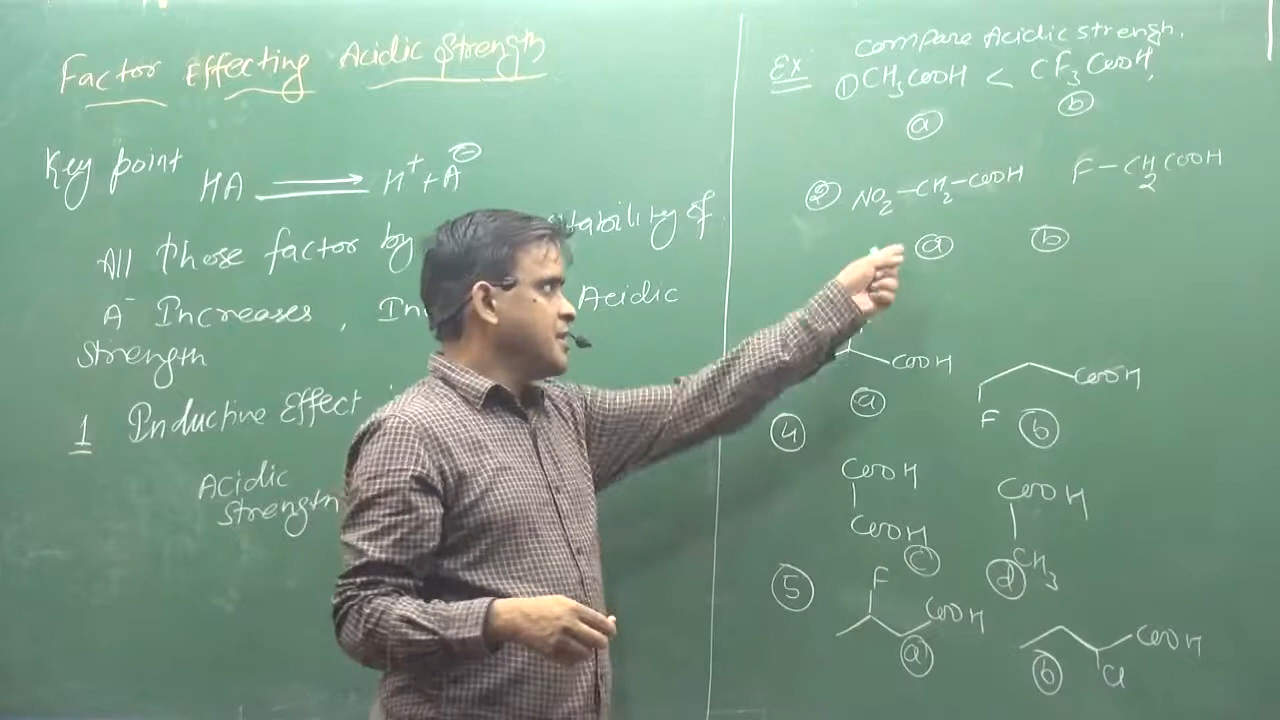 Factor Effecting Acidic Strength
Key point HA ⇌ H⁺ + A⊖
All those factor by stability of
A⁻ Increases, In Acidic
Strength
1 Inductive Effect
Acidic
Strength
Compare Acidic strength.
Ex ① CH₃COOH < CF₃COOH,
ⓐ ⓑ
② NO₂-CH₂-COOH F-CH₂COOH
ⓐ ⓑ
COOH COOH
ⓐ F ⓑ
④
COOH COOH
COOH CH₃
ⓒ ⓓ
⑤ F
COOH COOH
ⓐ ⓑ Cl